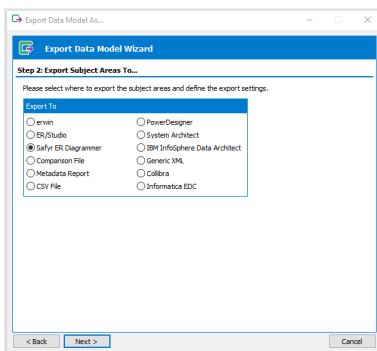 Export Data Model As...
Export Data Model Wizard
Step 2: Export Subject Areas To...
Please select where to export the subject areas and define the export settings.
Export To
erwin
PowerDesigner
ER/Studio
System Architect
Safyr ER Diagrammer
IBM InfoSphere Data Architect
Comparison File
Generic XML
Metadata Report
Collibra
CSV File
Informatica EDC
< Back
Next >
Cancel